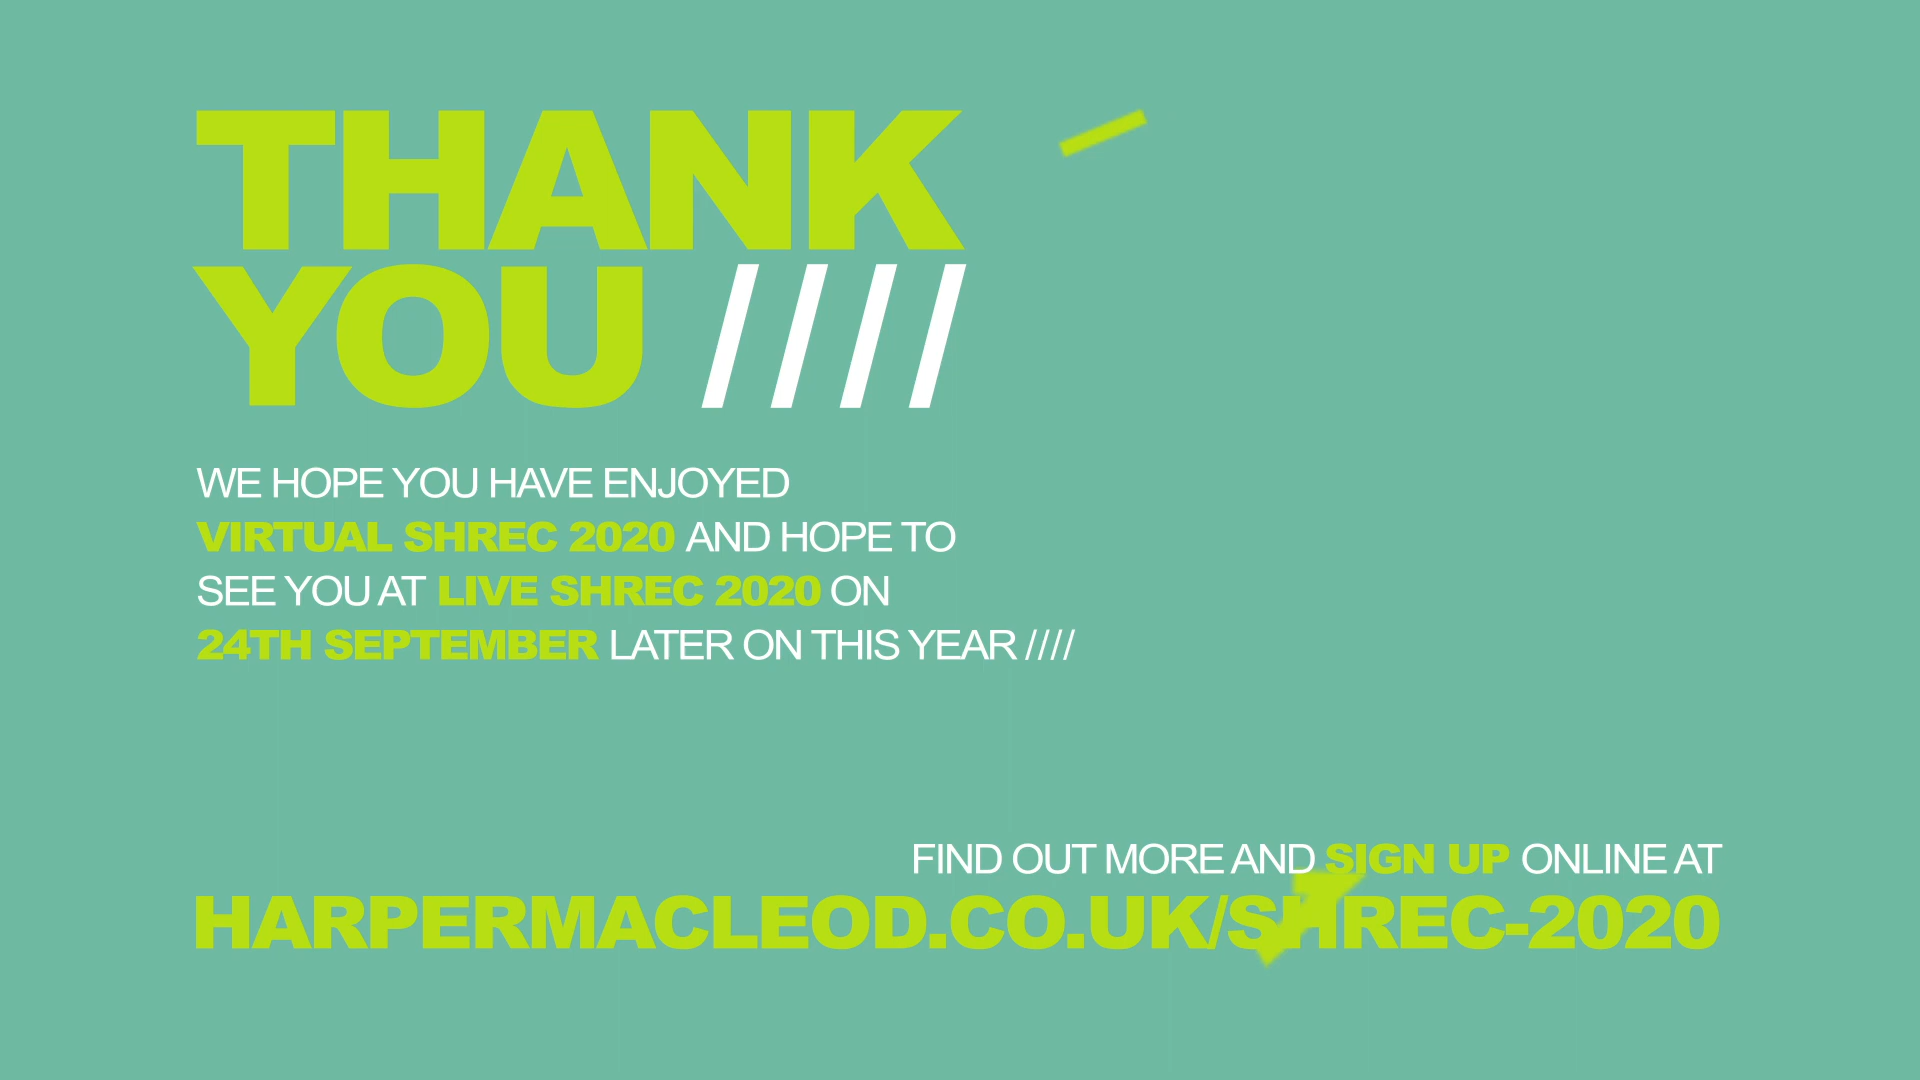 THANK
YOU ////
WE HOPE YOU HAVE ENJOYED
VIRTUAL SHREC 2020 AND HOPE TO
SEE YOU AT LIVE SHREC 2020 ON
24TH SEPTEMBER LATER ON THIS YEAR ////
FIND OUT MORE AND SIGN UP ONLINE AT
HARPERMACLEOD.CO.UK/SHREC-2020